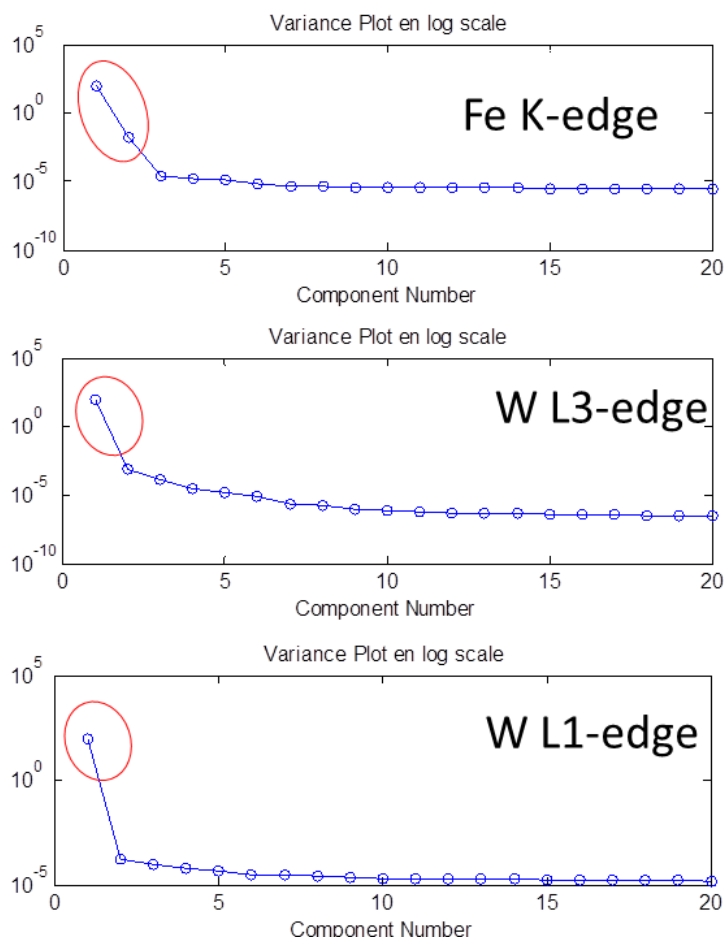 Variance Plot en log scale
10^5
Fe K-edge
10^0
10^-5
10^-10
0 5 10 15 20
Component Number
Variance Plot en log scale
10^5
W L3-edge
10^0
10^-5
10^-10
0 5 10 15 20
Component Number
Variance Plot en log scale
10^5
W L1-edge
10^0
10^-5
0 5 10 15 20
Component Number